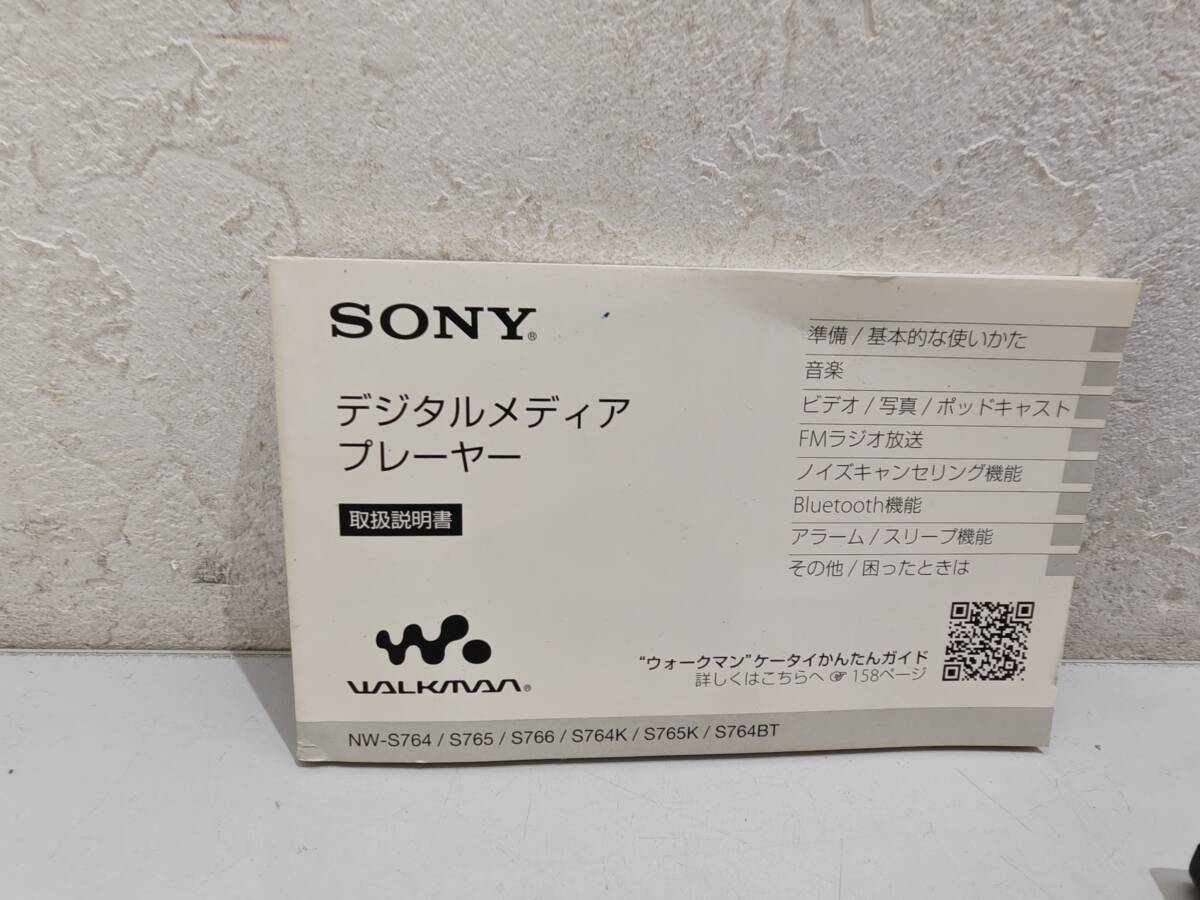 SONY®
デジタルメディア
プレーヤー
取扱説明書
WALKMAN®
準備 / 基本的な使いかた
音楽
ビデオ / 写真 / ポッドキャスト
FMラジオ放送
ノイズキャンセリング機能
Bluetooth機能
アラーム / スリープ機能
その他 / 困ったときは
“ウォークマン”ケータイかんたんガイド
詳しくはこちらへ ☞ 158ページ
NW-S764 / S765 / S766 / S764K / S765K / S764BT